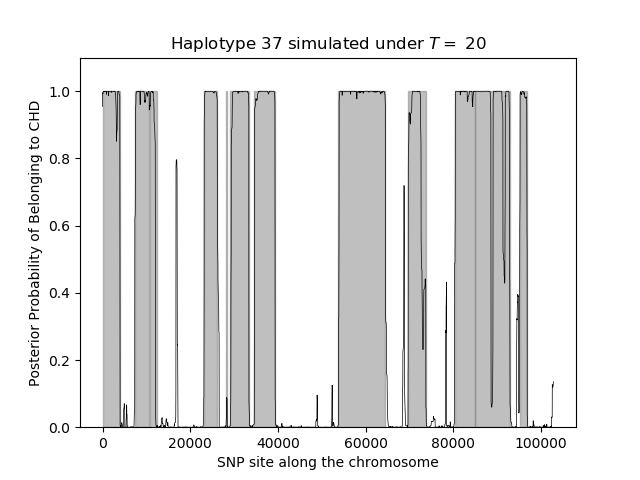 Haplotype 37 simulated under T = 20
Posterior Probability of Belonging to CHD
1.0
0.8
0.6
0.4
0.2
0.0
0 20000 40000 60000 80000 100000
SNP site along the chromosome